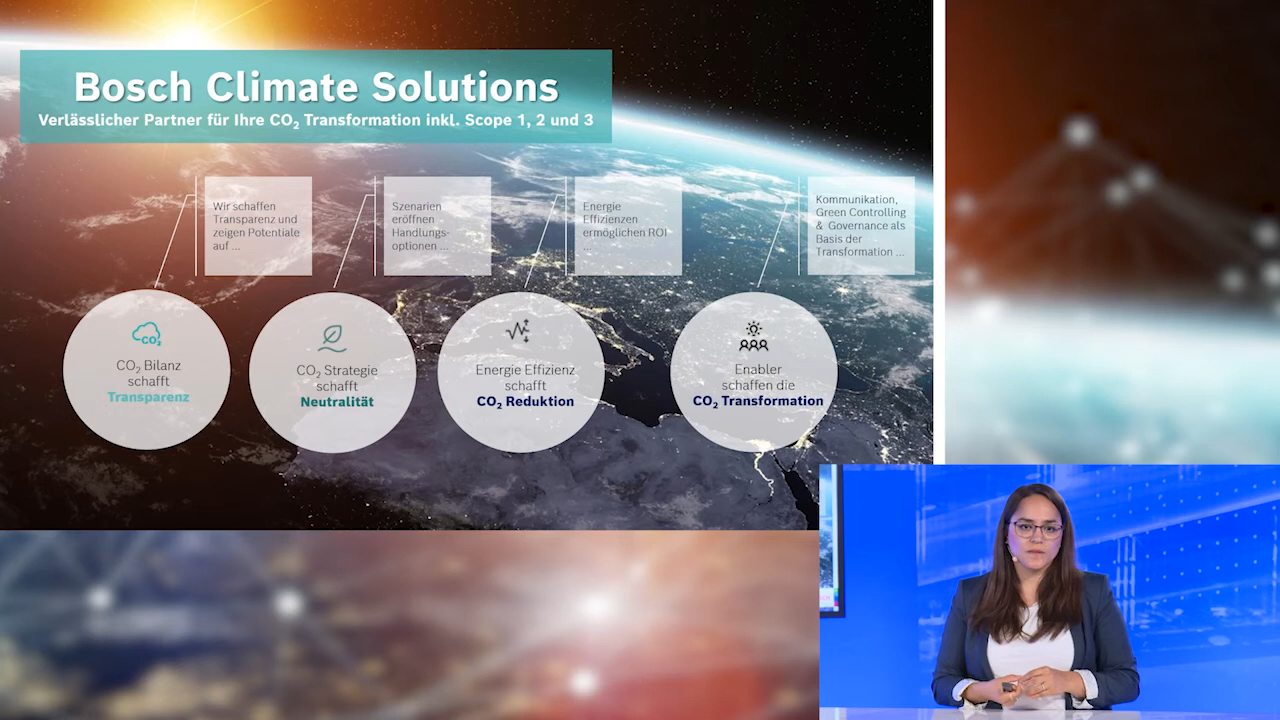 Bosch Climate Solutions
Verlässlicher Partner für Ihre CO₂ Transformation inkl. Scope 1, 2 und 3
Wir schaffen
Transparenz und
zeigen Potentiale
auf ...
Szenarien
eröffnen
Handlungs-
optionen ...
Energie
Effizienzen
ermöglichen ROI
...
Kommunikation,
Green Controlling
& Governance als
Basis der
Transformation ...
CO₂
CO₂ Bilanz
schafft
Transparenz
CO₂ Strategie
schafft
Neutralität
Energie Effizienz
schafft
CO₂ Reduktion
Enabler
schaffen die
CO₂ Transformation